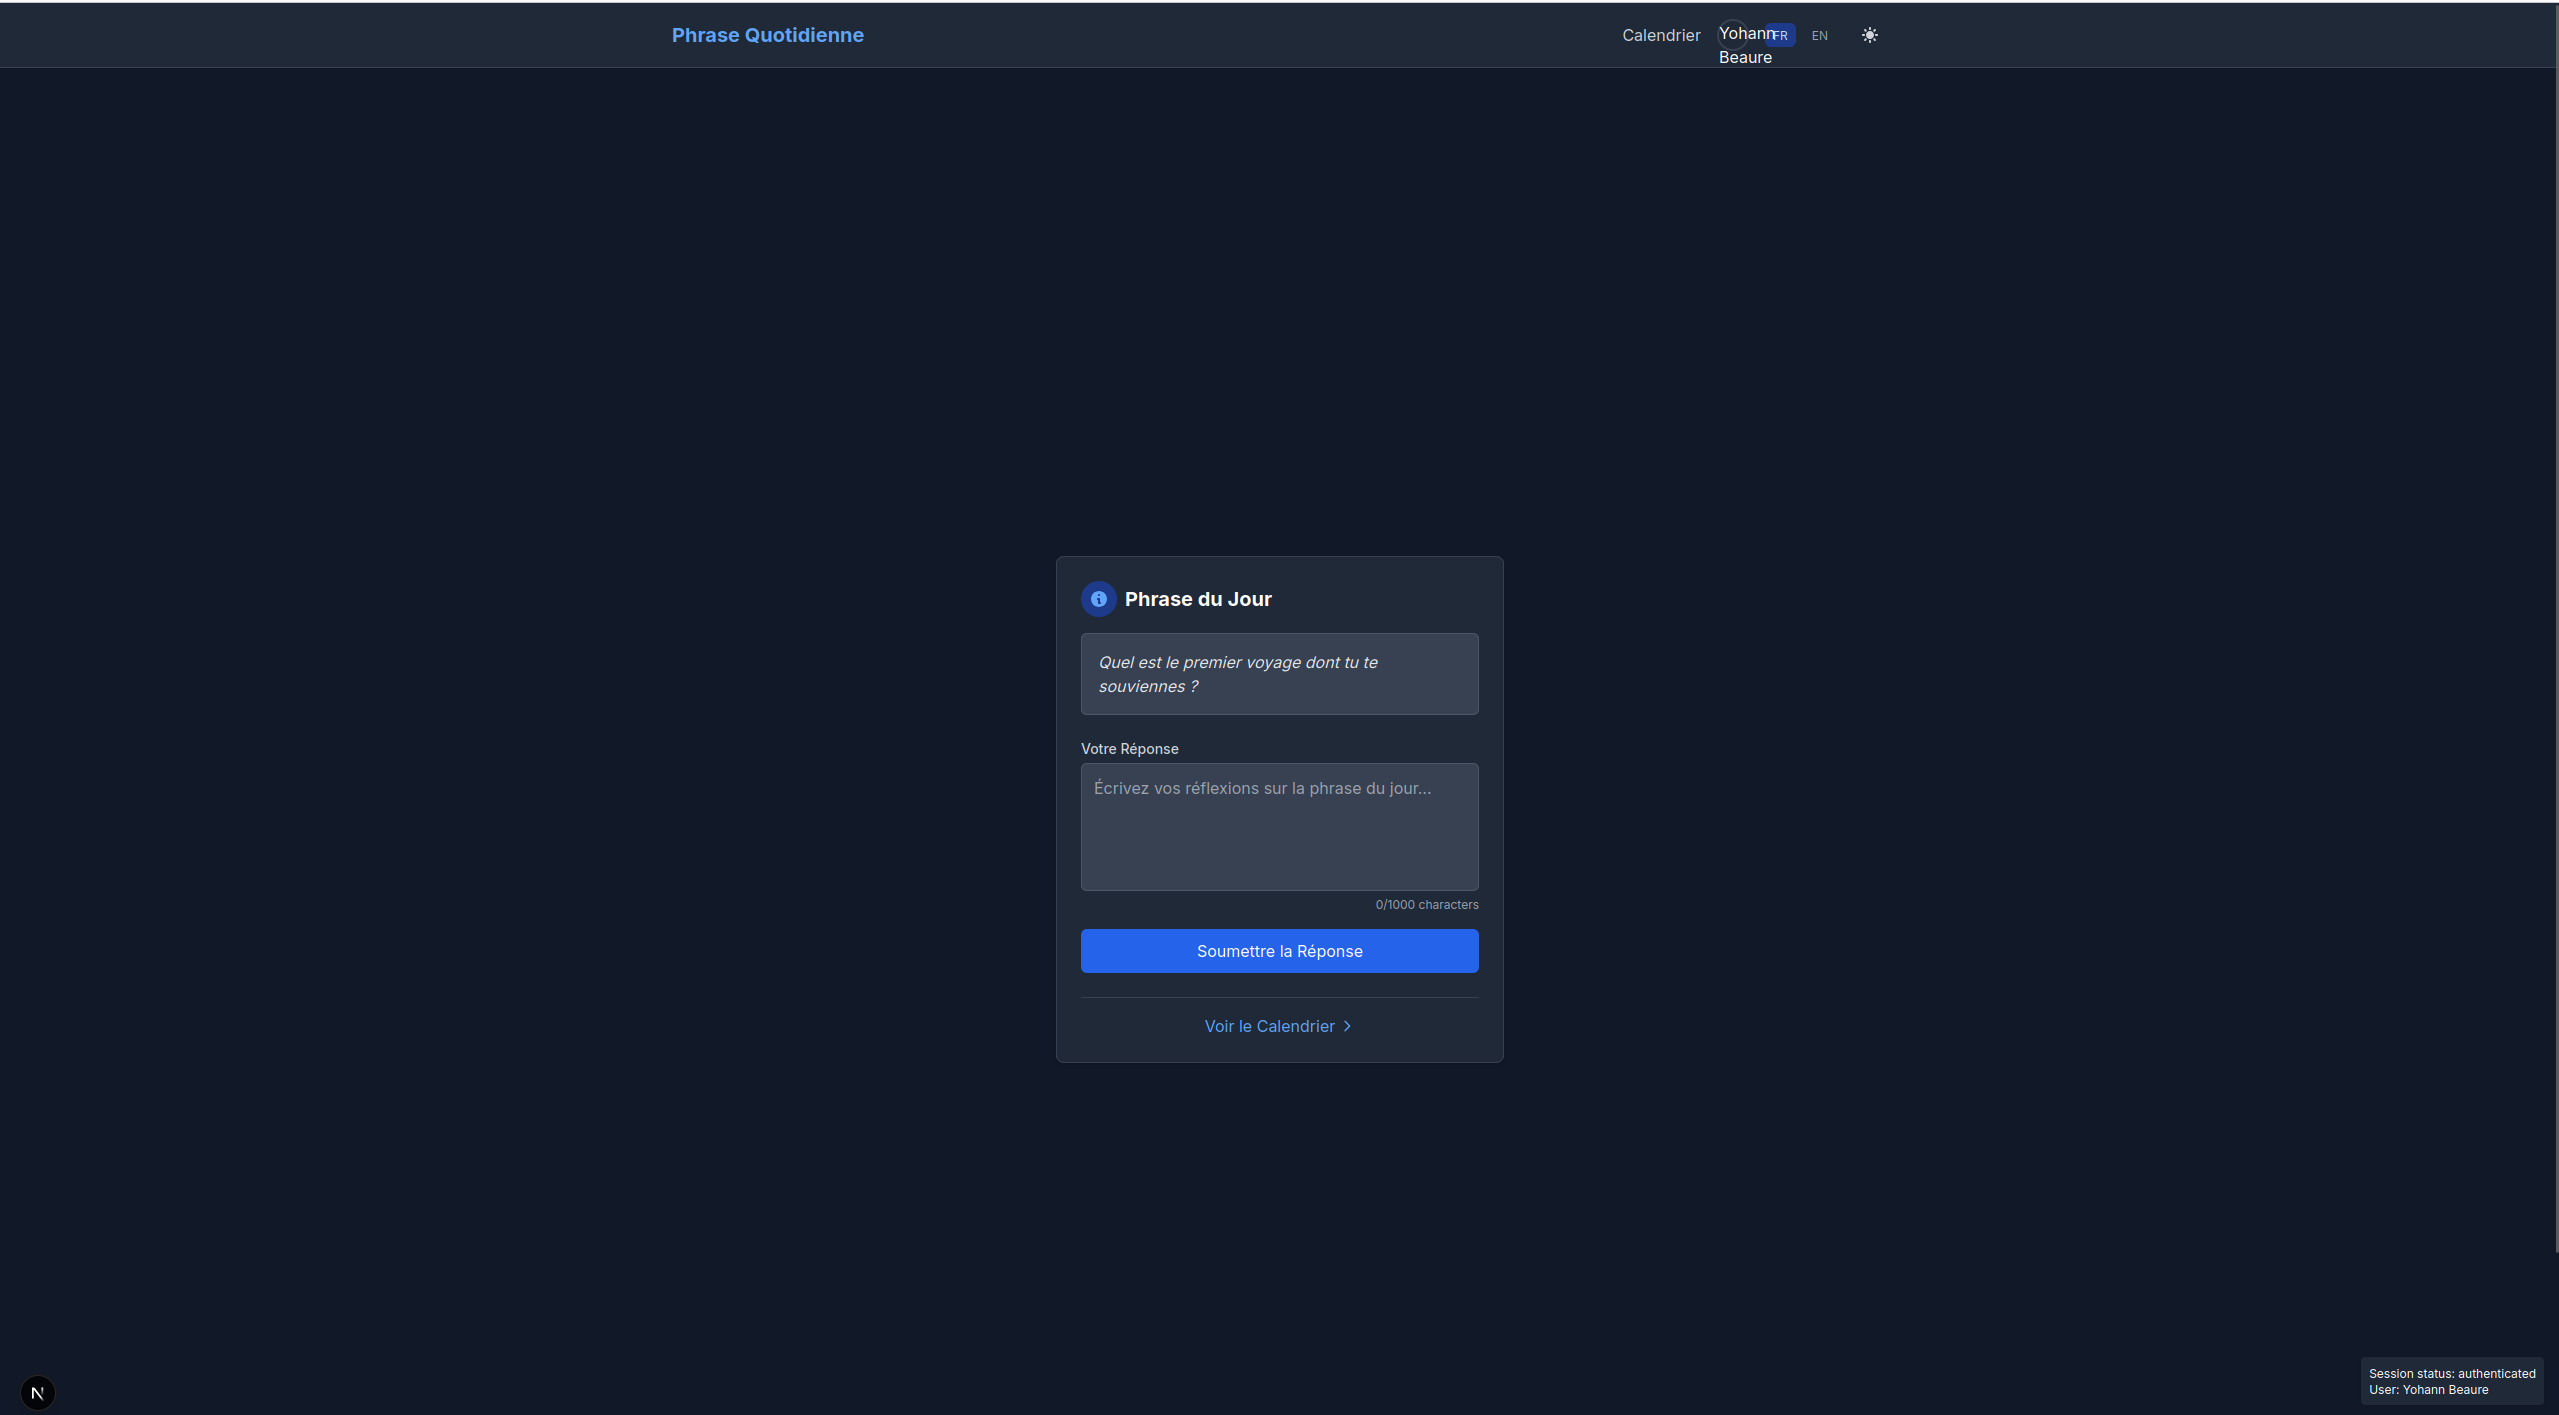 Phrase Quotidienne
Calendrier
Yohann
Beaure
FR
EN
Phrase du Jour
Quel est le premier voyage dont tu te
souviennes ?
Votre Réponse
Écrivez vos réflexions sur la phrase du jour...
0/1000 characters
Soumettre la Réponse
Voir le Calendrier
N
Session status: authenticated
User: Yohann Beaure